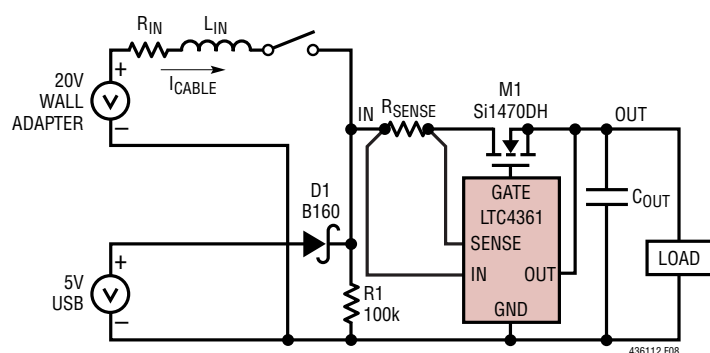 RIN
LIN
ICABLE
+
20V
WALL
ADAPTER
–
IN
RSENSE
M1
Si1470DH
OUT
D1
B160
GATE
LTC4361
SENSE
IN
OUT
GND
COUT
LOAD
+
5V
USB
–
R1
100k
436112 F08